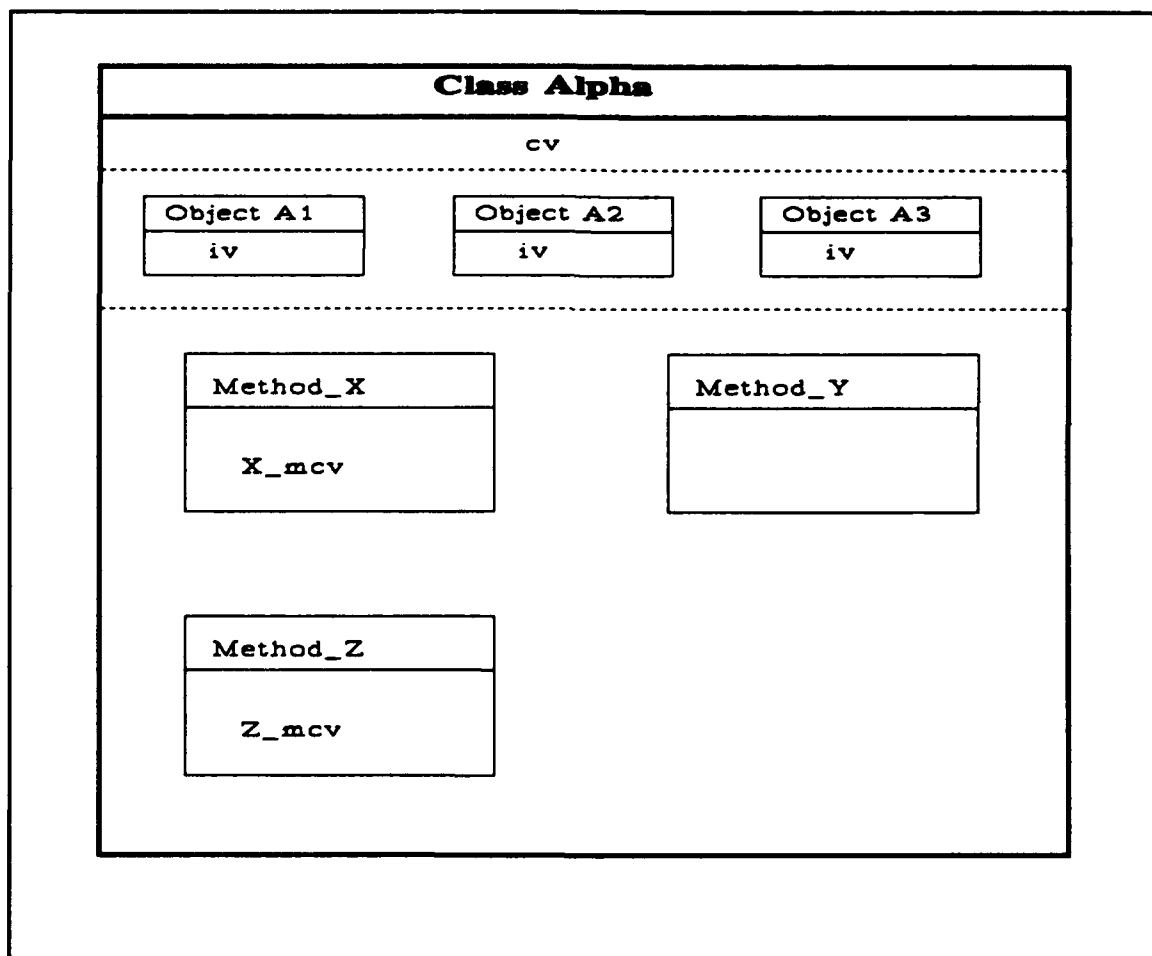 Class Alpha
cv
Object A1
iv
Object A2
iv
Object A3
iv
Method_X
X_mcv
Method_Y
Method_Z
Z_mcv